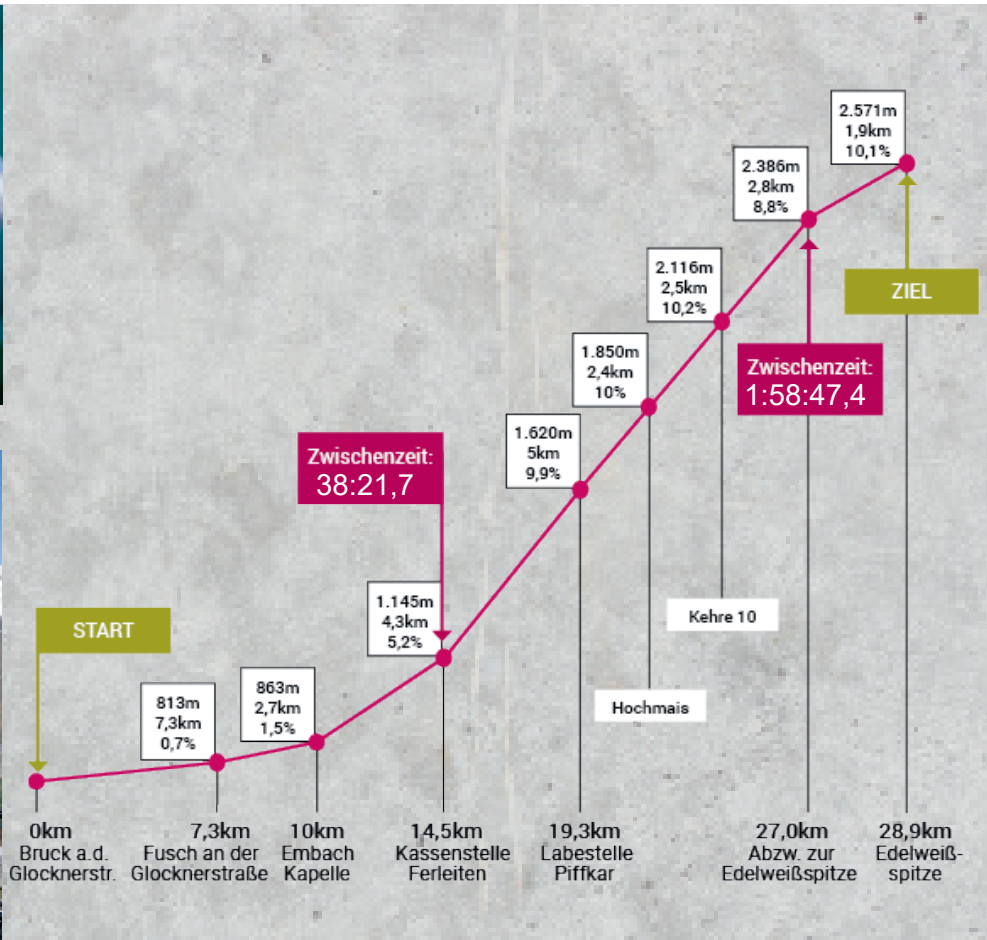 2.571m
1,9km
10,1%
2.386m
2,8km
8,8%
ZIEL
2.116m
2,5km
10,2%
1.850m
2,4km
10%
Zwischenzeit:
1:58:47,4
1.620m
5km
9,9%
Zwischenzeit:
38:21,7
1.145m
4,3km
5,2%
START
Kehre 10
863m
2,7km
1,5%
813m
7,3km
0,7%
Hochmais
0km
Bruck a.d.
Glocknerstr.
7,3km
Fusch an der
Glocknerstraße
10km
Embach
Kapelle
14,5km
Kassenstelle
Ferleiten
19,3km
Labestelle
Piffkar
27,0km
Abzw. zur
Edelweißspitze
28,9km
Edelweiß-
spitze